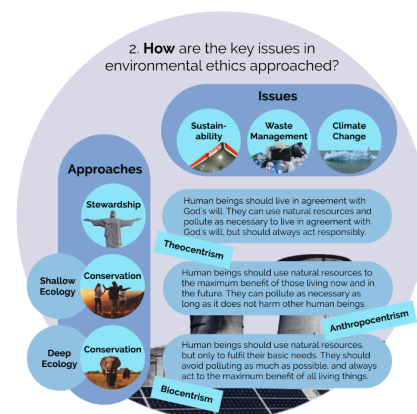 2. How are the key issues in
environmental ethics approached?
Issues
Sustain-
ability
Waste
Management
Climate
Change
Approaches
Stewardship
Human beings should live in agreement with
God's will. They can use natural resources and
pollute as necessary to live in agreement with
God's will, but should always act responsibly.
Theocentrism
Shallow
Ecology
Conservation
Human beings should use natural resources to
the maximum benefit of those living now and in
the future. They can pollute as necessary as
long as it does not harm other human beings.
Anthropocentrism
Deep
Ecology
Conservation
Human beings should use natural resources,
but only to fulfil their basic needs. They should
avoid polluting as much as possible, and always
act to the maximum benefit of all living things.
Biocentrism